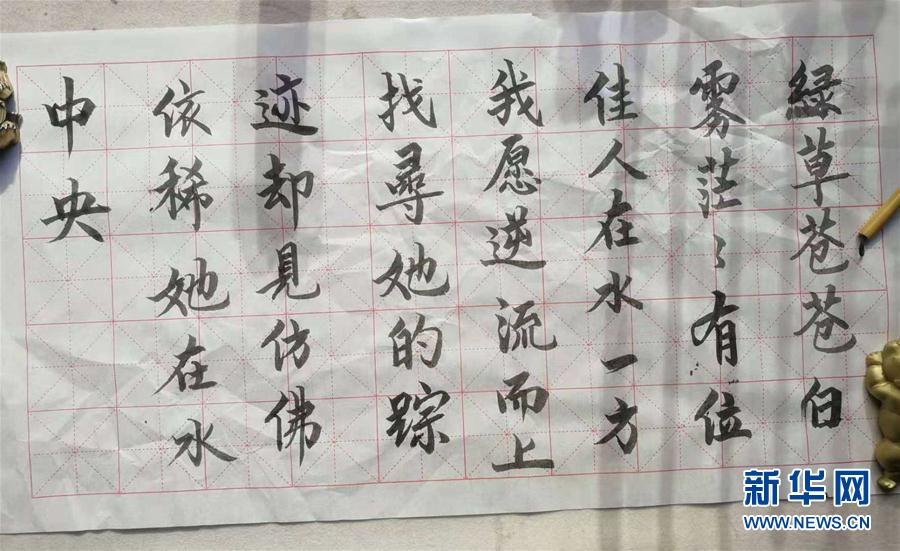 緑草苍苍白
雾茫〻有位
佳人在水一方
我愿逆流而上
找尋她的踪
迹却見仿佛
依稀她在水
中央
新华网
WWW.NEWS.CN